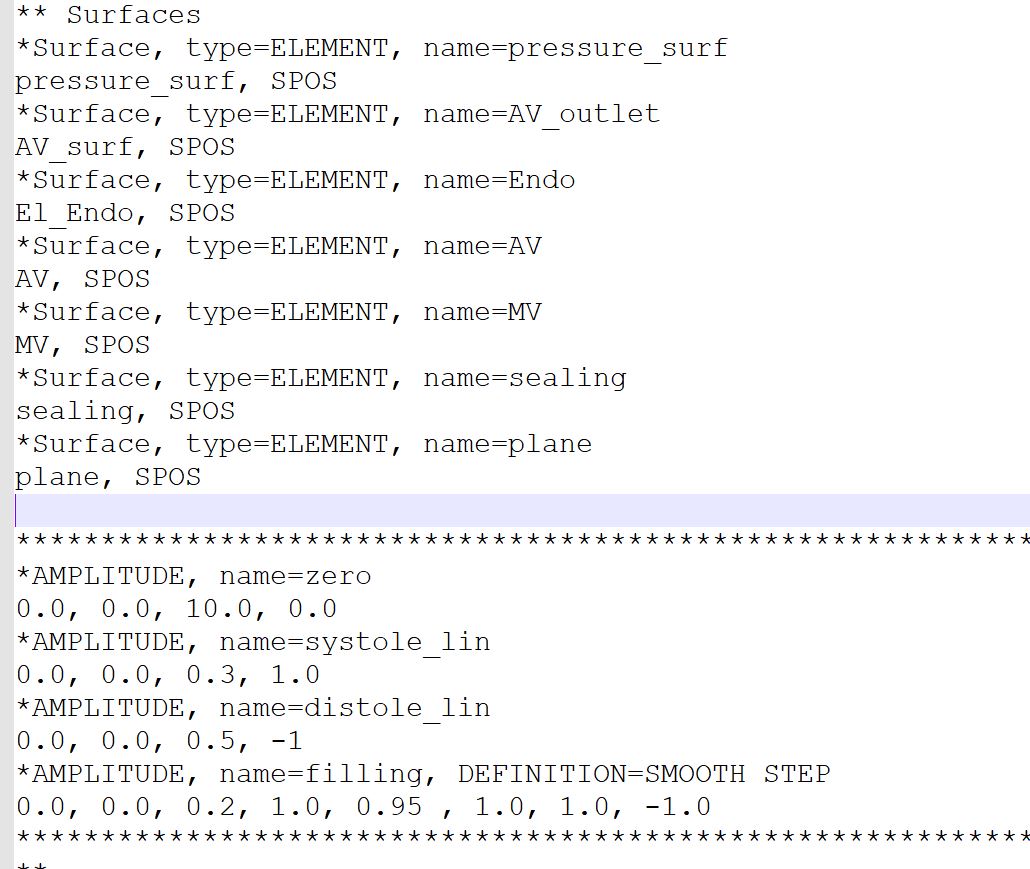 ** Surfaces
*Surface, type=ELEMENT, name=pressure_surf
pressure_surf, SPOS
*Surface, type=ELEMENT, name=AV_outlet
AV_surf, SPOS
*Surface, type=ELEMENT, name=Endo
El_Endo, SPOS
*Surface, type=ELEMENT, name=AV
AV, SPOS
*Surface, type=ELEMENT, name=MV
MV, SPOS
*Surface, type=ELEMENT, name=sealing
sealing, SPOS
*Surface, type=ELEMENT, name=plane
plane, SPOS
************************************************************
*AMPLITUDE, name=zero
0.0, 0.0, 10.0, 0.0
*AMPLITUDE, name=systole_lin
0.0, 0.0, 0.3, 1.0
*AMPLITUDE, name=distole_lin
0.0, 0.0, 0.5, -1
*AMPLITUDE, name=filling, DEFINITION=SMOOTH STEP
0.0, 0.0, 0.2, 1.0, 0.95 , 1.0, 1.0, -1.0
************************************************************
**